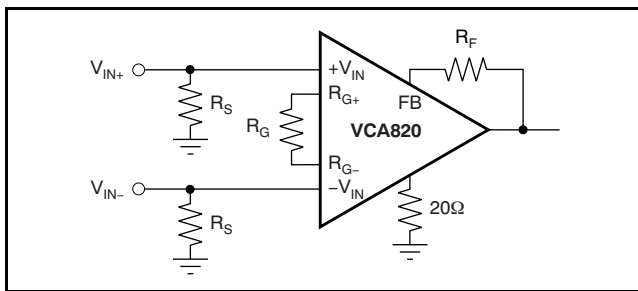 R_F
V_IN+
+V_IN
R_G+
FB
R_S
R_G
VCA820
R_G−
V_IN−
−V_IN
20Ω
R_S